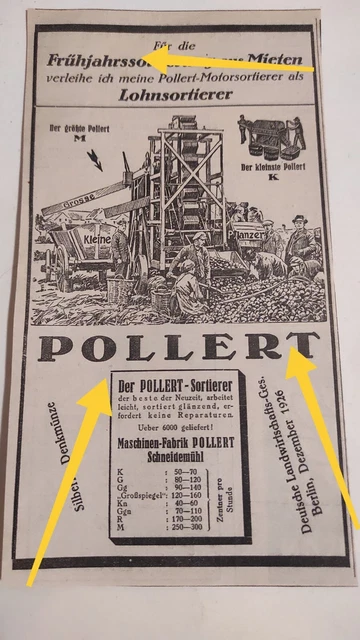 Für die
Mieten
verleihe ich meine Pollert-Motorsortierer als
Lohnsortierer
Der größte Pollert
M
Der kleinste Pollert
K
Grosse
Kleine
POLLERT
Der POLLERT-Sortierer
der beste der Neuzeit, arbeitet
leicht, sortiert glänzend, er-
fordert keine Reparaturen.
Ueber 6000 geliefert!
Maschinen-Fabrik POLLERT
Schneidemühl
K : 50—70
G : 80—120
Gg : 90—140
„Großspiegel“: 120—160
Ka : 40—60
Gga : 70—110
R : 170—200
M : 250—300
Zentner pro
Stunde
Silber. Denkmünze
Deutsche Landwirtschafts-Ges.
Berlin, Dezember 1926